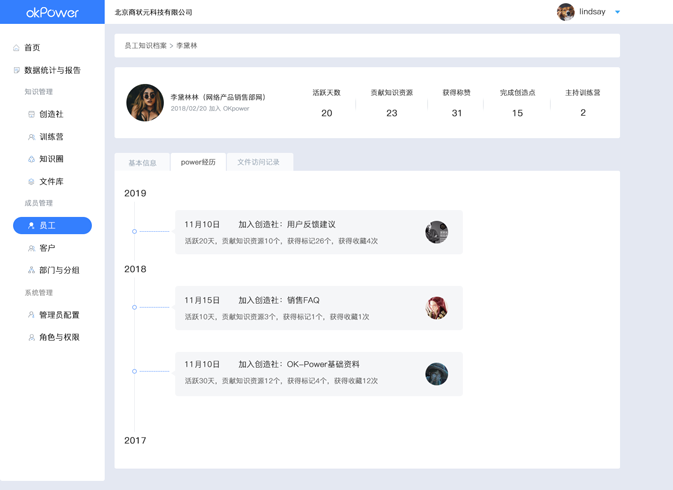 okPower
北京商状元科技有限公司
lindsay
首页
数据统计与报告
知识管理
创造社
训练营
知识圈
文件库
成员管理
员工
客户
部门与分组
系统管理
管理员配置
角色与权限
员工知识档案 > 李黛林
李黛林林（网络产品销售部网）
2018/02/20 加入 OKpower
活跃天数
20
贡献知识资源
23
获得称赞
31
完成创造点
15
主持训练营
2
基本信息
power经历
文件访问记录
2019
11月10日 加入创造社：用户反馈建议
活跃20天，贡献知识资源10个，获得标记26个，获得收藏4次
2018
11月15日 加入创造社：销售FAQ
活跃10天，贡献知识资源3个，获得标记1个，获得收藏1次
11月10日 加入创造社：OK-Power基础资料
活跃30天，贡献知识资源12个，获得标记4个，获得收藏12次
2017